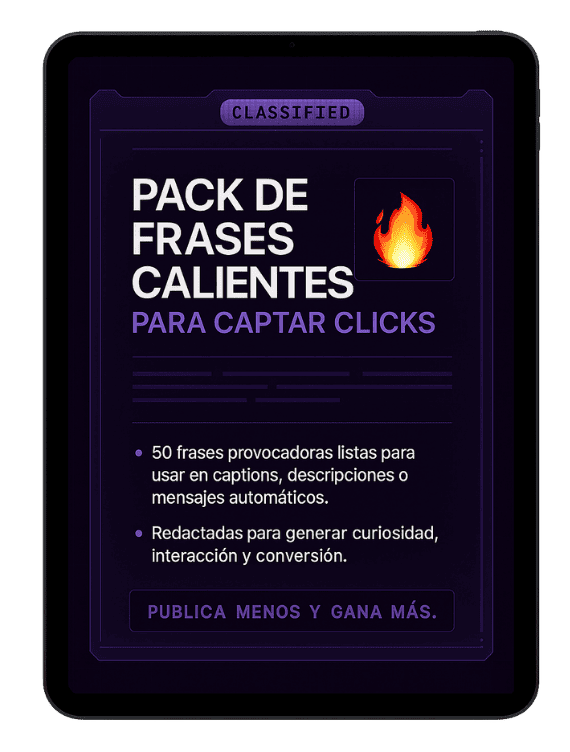 CLASSIFIED
PACK DE
FRASES
CALIENTES
PARA CAPTAR CLICKS
• 50 frases provocadoras listas para
usar en captions, descripciones o
mensajes automáticos.
• Redactadas para generar curiosidad,
interacción y conversión.
PUBLICA MENOS Y GANA MÁS.